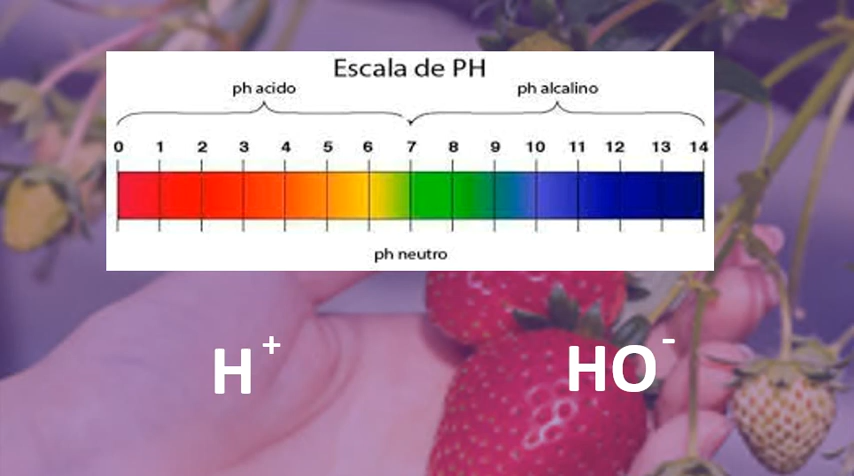 Escala de PH
ph acido ph alcalino
0 1 2 3 4 5 6 7 8 9 10 11 12 13 14
ph neutro
H⁺ HO⁻